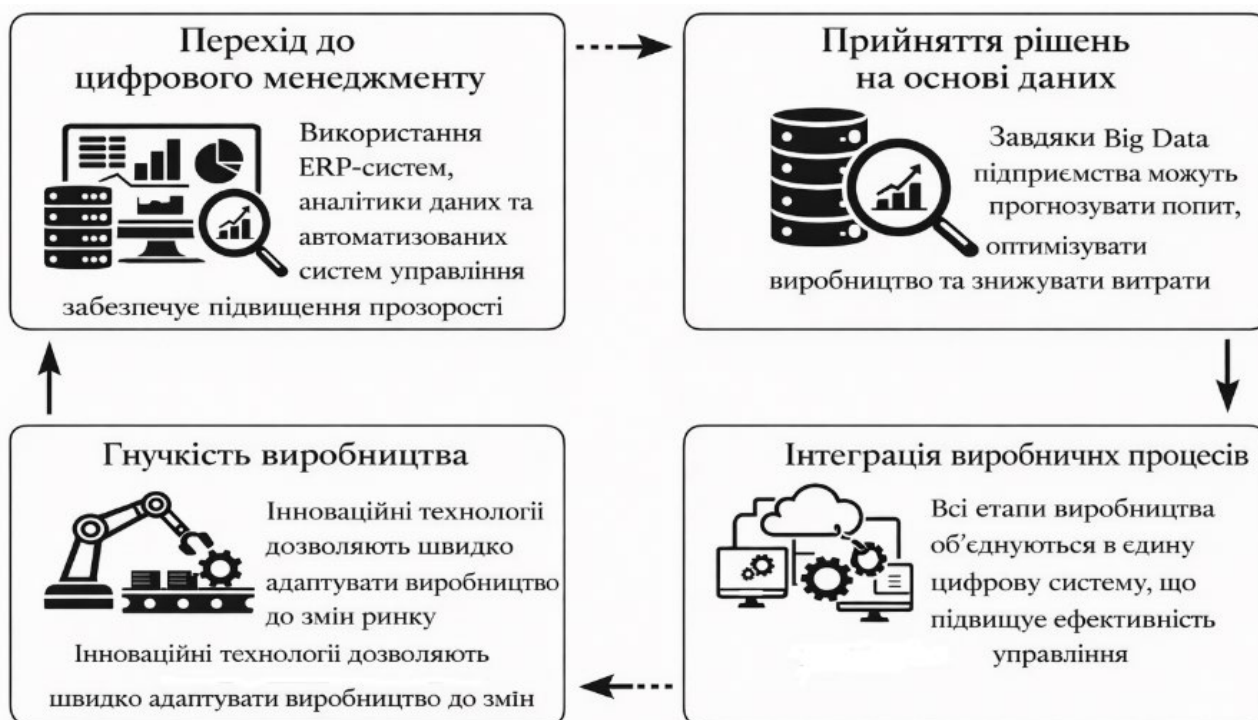 Перехід до
цифрового менеджменту
Використання
ERP-систем,
аналітики даних та
автоматизованих
систем управління
забезпечує підвищення прозорості
Прийняття рішень
на основі даних
Завдяки Big Data
підприємства можуть
прогнозувати попит,
оптимізувати
виробництво та знижувати витрати
Гнучкість виробництва
Інноваційні технології
дозволяють швидко
адаптувати виробництво
до змін ринку
Інноваційні технології дозволяють
швидко адаптувати виробництво до змін
Інтеграція виробничнх процесів
Всі етапи виробництва
об’єднуються в єдину
цифрову систему, що
підвищує ефективність
управління